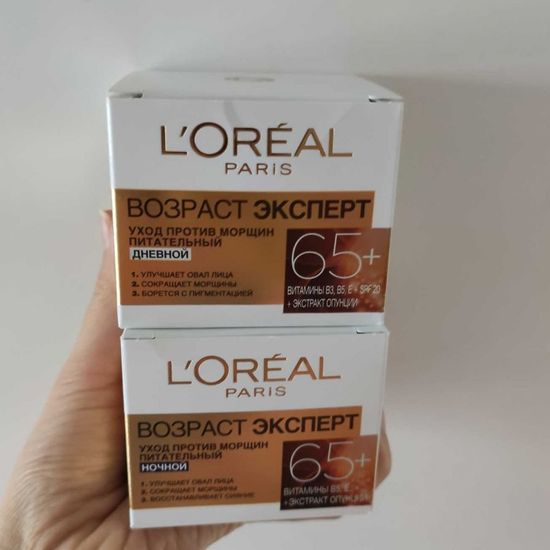 L'ORÉAL
PARIS
ВОЗРАСТ ЭКСПЕРТ
УХОД ПРОТИВ МОРЩИН
ПИТАТЕЛЬНЫЙ
ДНЕВНОЙ
65+
1. УЛУЧШАЕТ ОВАЛ ЛИЦА
2. СОКРАЩАЕТ МОРЩИНЫ
3. БОРЕТСЯ С ПИГМЕНТАЦИЕЙ
ВИТАМИНЫ B3, B5, E + SPF 20
+ ЭКСТРАКТ ОПУНЦИИ
L'ORÉAL
PARIS
ВОЗРАСТ ЭКСПЕРТ
УХОД ПРОТИВ МОРЩИН
ПИТАТЕЛЬНЫЙ
НОЧНОЙ
65+
1. УЛУЧШАЕТ ОВАЛ ЛИЦА
2. СОКРАЩАЕТ МОРЩИНЫ
3. ВОССТАНАВЛИВАЕТ СИЯНИЕ
ВИТАМИНЫ B5, E
+ЭКСТРАКТ ОПУНЦИИ